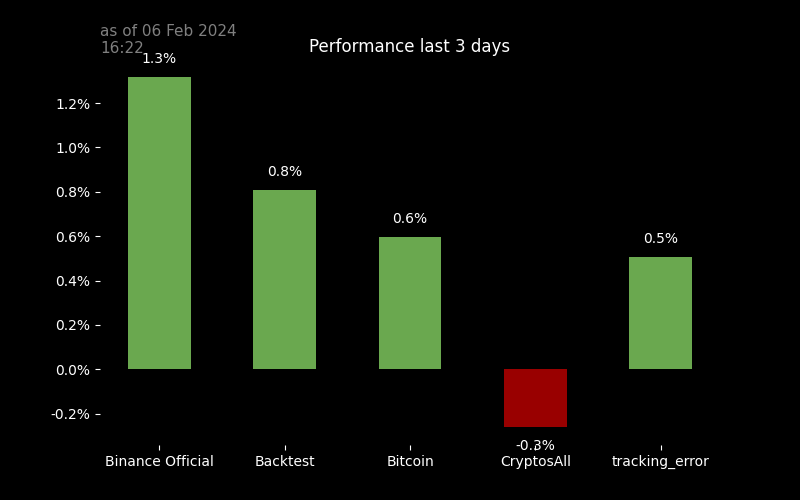 as of 06 Feb 2024
16:22
Performance last 3 days
1.3%
0.8%
0.6%
-0.3%
0.5%
1.2%
1.0%
0.8%
0.6%
0.4%
0.2%
0.0%
-0.2%
Binance Official
Backtest
Bitcoin
CryptosAll
tracking_error